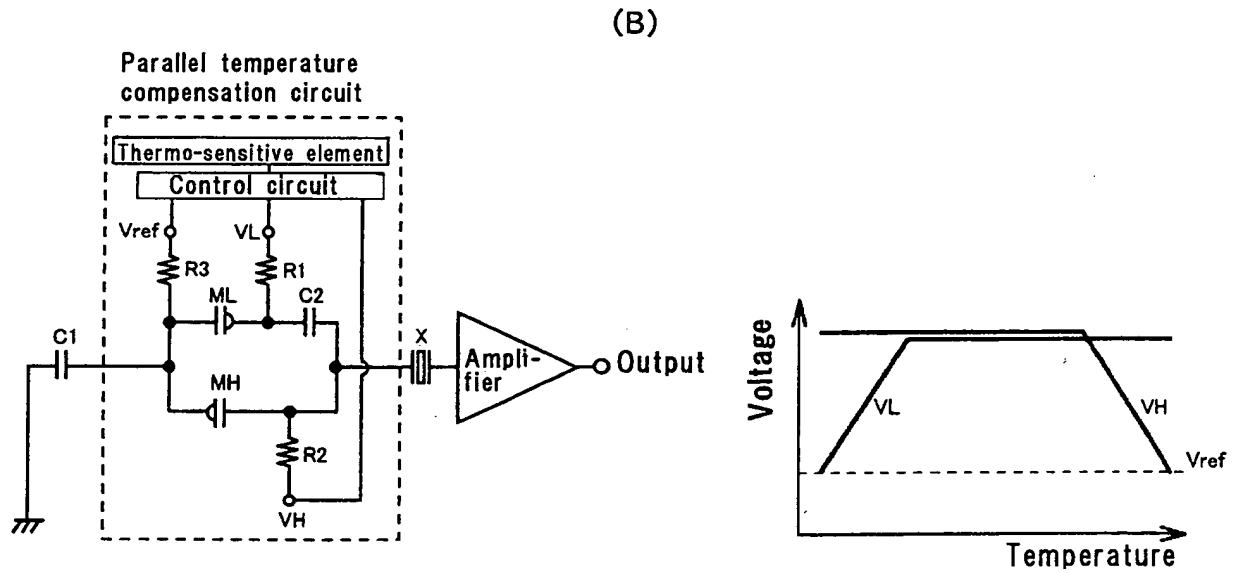 (B)
Parallel temperature
compensation circuit
Thermo-sensitive element
Control circuit
Vref
VL
R3
R1
ML
C2
C1
X
Ampli-
fier
Output
MH
R2
VH
Voltage
VL
VH
Vref
Temperature